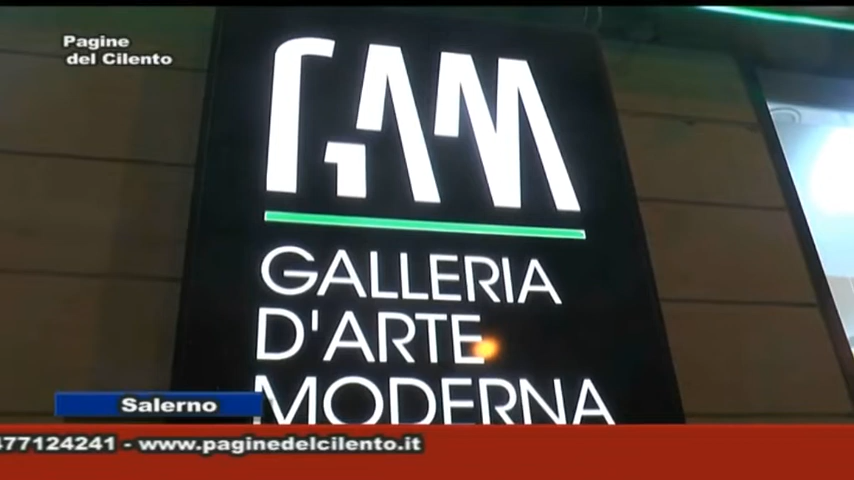 Pagine
del Cilento
GAM
GALLERIA
D'ARTE
MODERNA
Salerno
477124241 - www.paginedelcilento.it